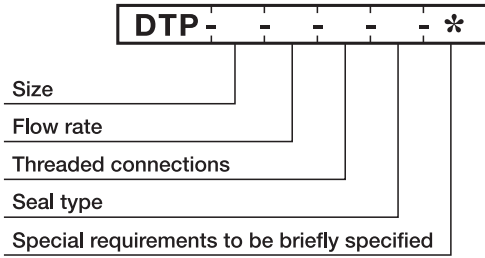 DTP- - - - - *
Size
Flow rate
Threaded connections
Seal type
Special requirements to be briefly specified